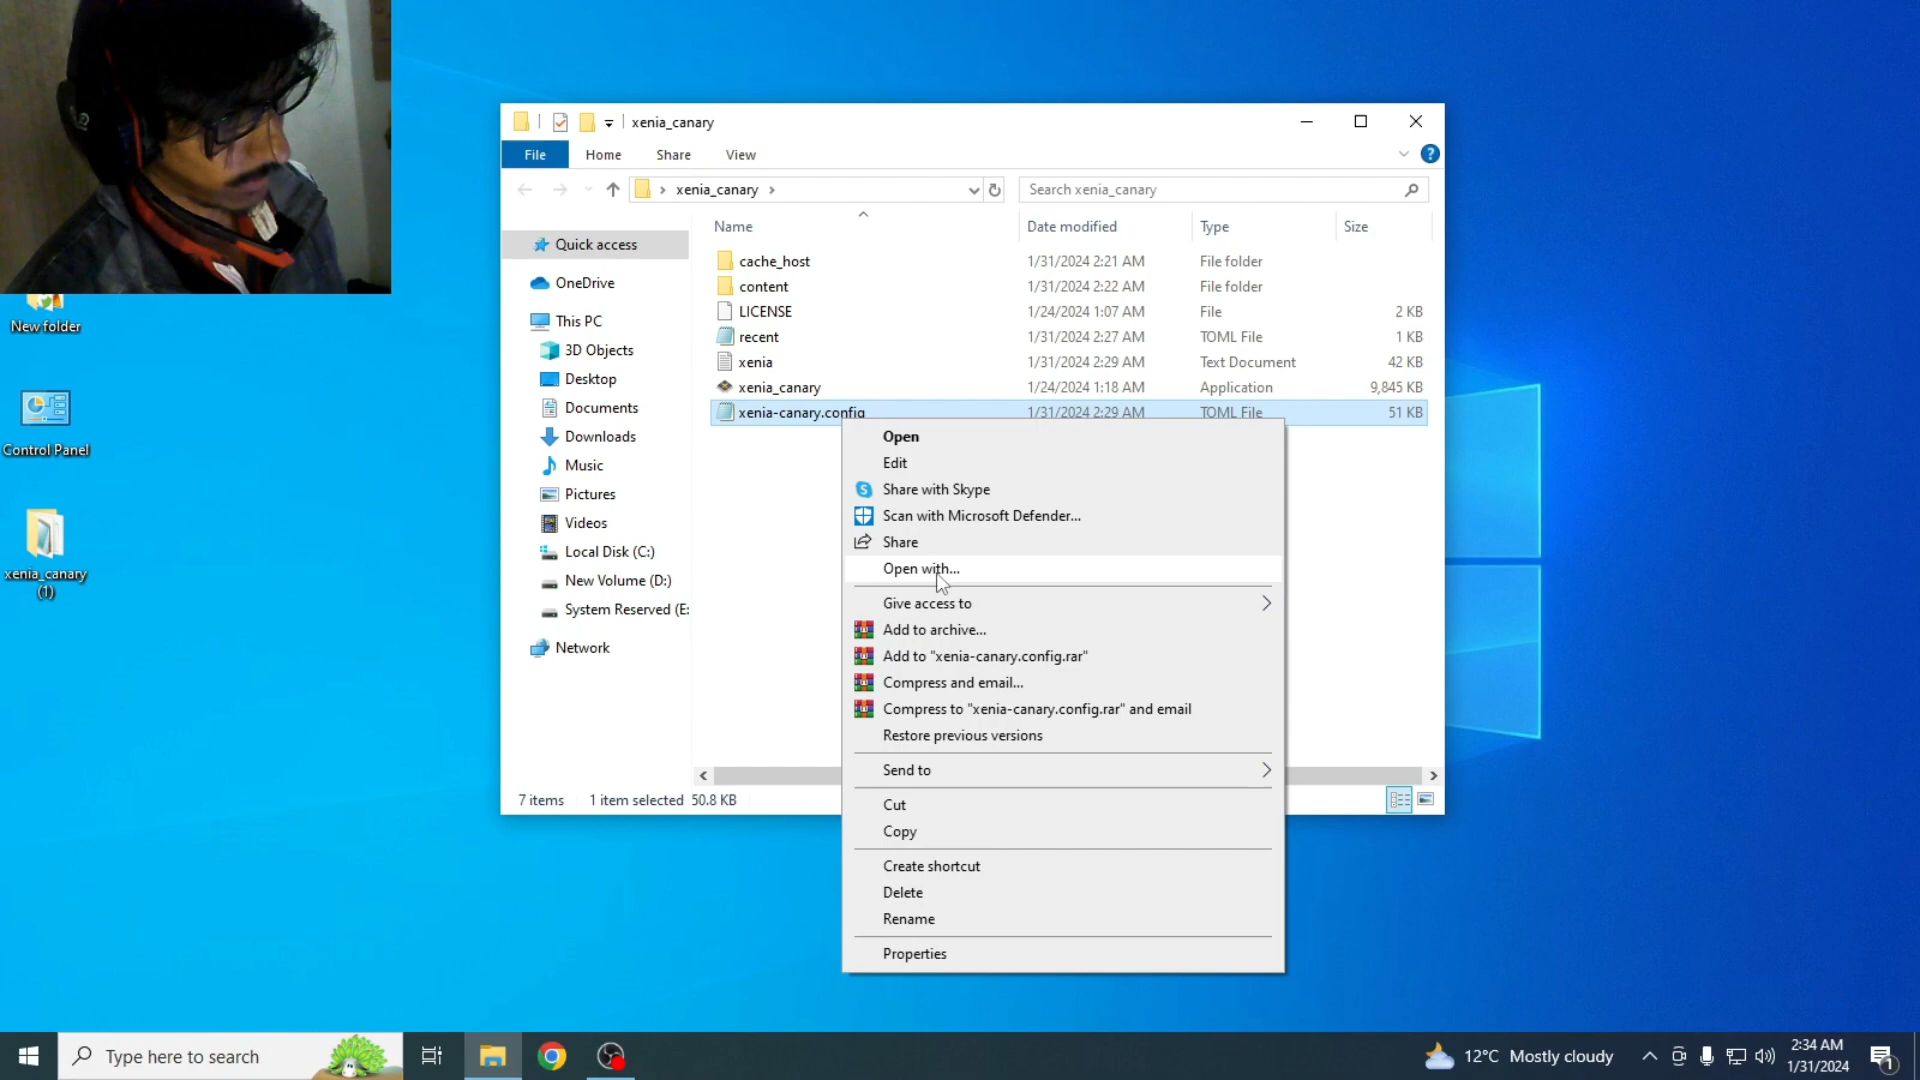 xenia_canary
File
Home
Share
View
xenia_canary
Search xenia_canary
Name
Date modified
Type
Size
Quick access
OneDrive
This PC
3D Objects
Desktop
Documents
Downloads
Music
Pictures
Videos
Local Disk (C:)
New Volume (D:)
System Reserved (E:
Network
cache_host 1/31/2024 2:21 AM File folder
content 1/31/2024 2:22 AM File folder
LICENSE 1/24/2024 1:07 AM File 2 KB
recent 1/31/2024 2:27 AM TOML File 1 KB
xenia 1/31/2024 2:29 AM Text Document 42 KB
xenia_canary 1/24/2024 1:18 AM Application 9,845 KB
xenia-canary.config 1/31/2024 2:29 AM TOML File 51 KB
Open
Edit
Share with Skype
Scan with Microsoft Defender...
Share
Open with...
Give access to
Add to archive...
Add to "xenia-canary.config.rar"
Compress and email...
Compress to "xenia-canary.config.rar" and email
Restore previous versions
Send to
Cut
Copy
Create shortcut
Delete
Rename
Properties
7 items
1 item selected 50.8 KB
New folder
Control Panel
xenia_canary
(1)
Type here to search
12°C Mostly cloudy
2:34 AM
1/31/2024
1